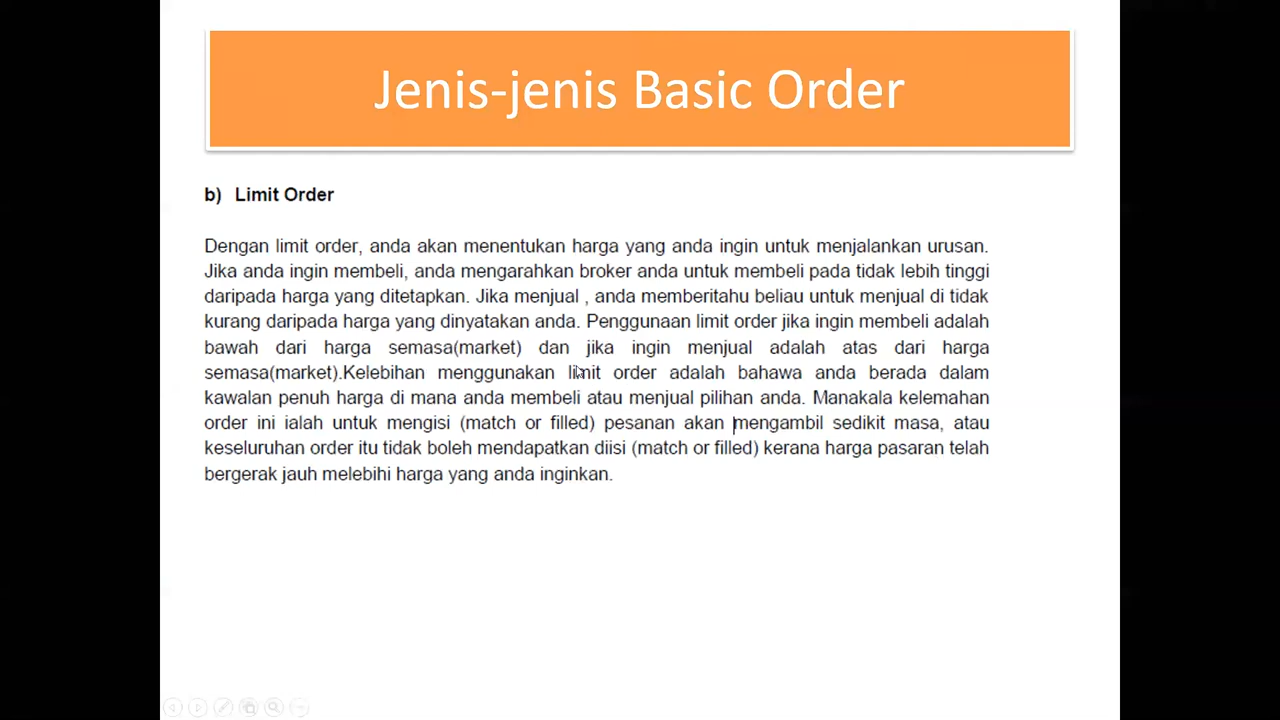 Jenis-jenis Basic Order
b) Limit Order
Dengan limit order, anda akan menentukan harga yang anda ingin untuk menjalankan urusan.
Jika anda ingin membeli, anda mengarahkan broker anda untuk membeli pada tidak lebih tinggi
daripada harga yang ditetapkan. Jika menjual , anda memberitahu beliau untuk menjual di tidak
kurang daripada harga yang dinyatakan anda. Penggunaan limit order jika ingin membeli adalah
bawah dari harga semasa(market) dan jika ingin menjual adalah atas dari harga
semasa(market).Kelebihan menggunakan limit order adalah bahawa anda berada dalam
kawalan penuh harga di mana anda membeli atau menjual pilihan anda. Manakala kelemahan
order ini ialah untuk mengisi (match or filled) pesanan akan mengambil sedikit masa, atau
keseluruhan order itu tidak boleh mendapatkan diisi (match or filled) kerana harga pasaran telah
bergerak jauh melebihi harga yang anda inginkan.